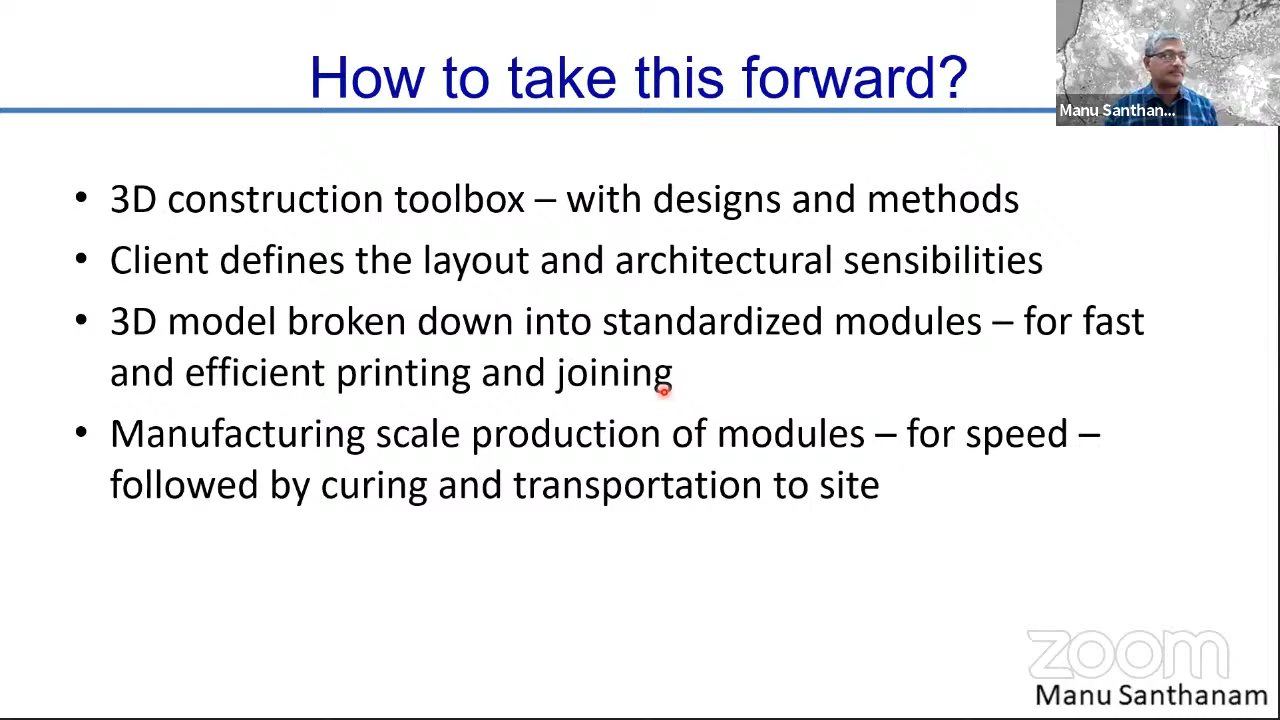 How to take this forward?
Manu Santhan...
• 3D construction toolbox – with designs and methods
• Client defines the layout and architectural sensibilities
• 3D model broken down into standardized modules – for fast
and efficient printing and joining
• Manufacturing scale production of modules – for speed –
followed by curing and transportation to site
zoom
Manu Santhanam